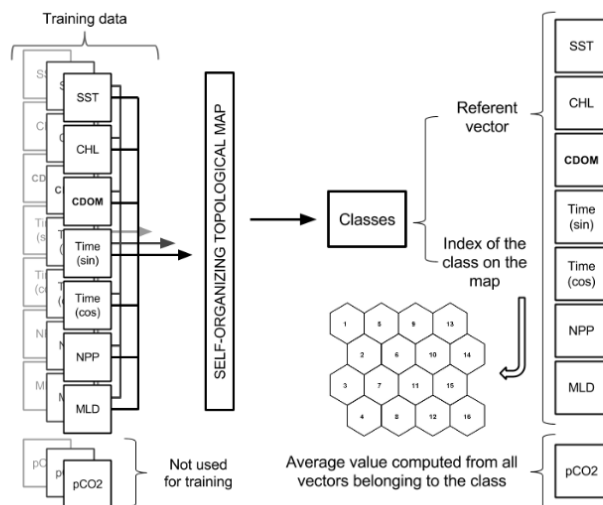 Training data
SST
CHL
CDOM
Time
(sin)
Time
(cos)
NPP
MLD
pCO2
Not used
for training
SELF-ORGANIZING TOPOLOGICAL MAP
Classes
Referent
vector
Index of the
class on the
map
1
5
9
13
2
6
10
14
3
7
11
15
4
8
12
16
Average value computed from all
vectors belonging to the class
SST
CHL
CDOM
Time
(sin)
Time
(cos)
NPP
MLD
pCO2